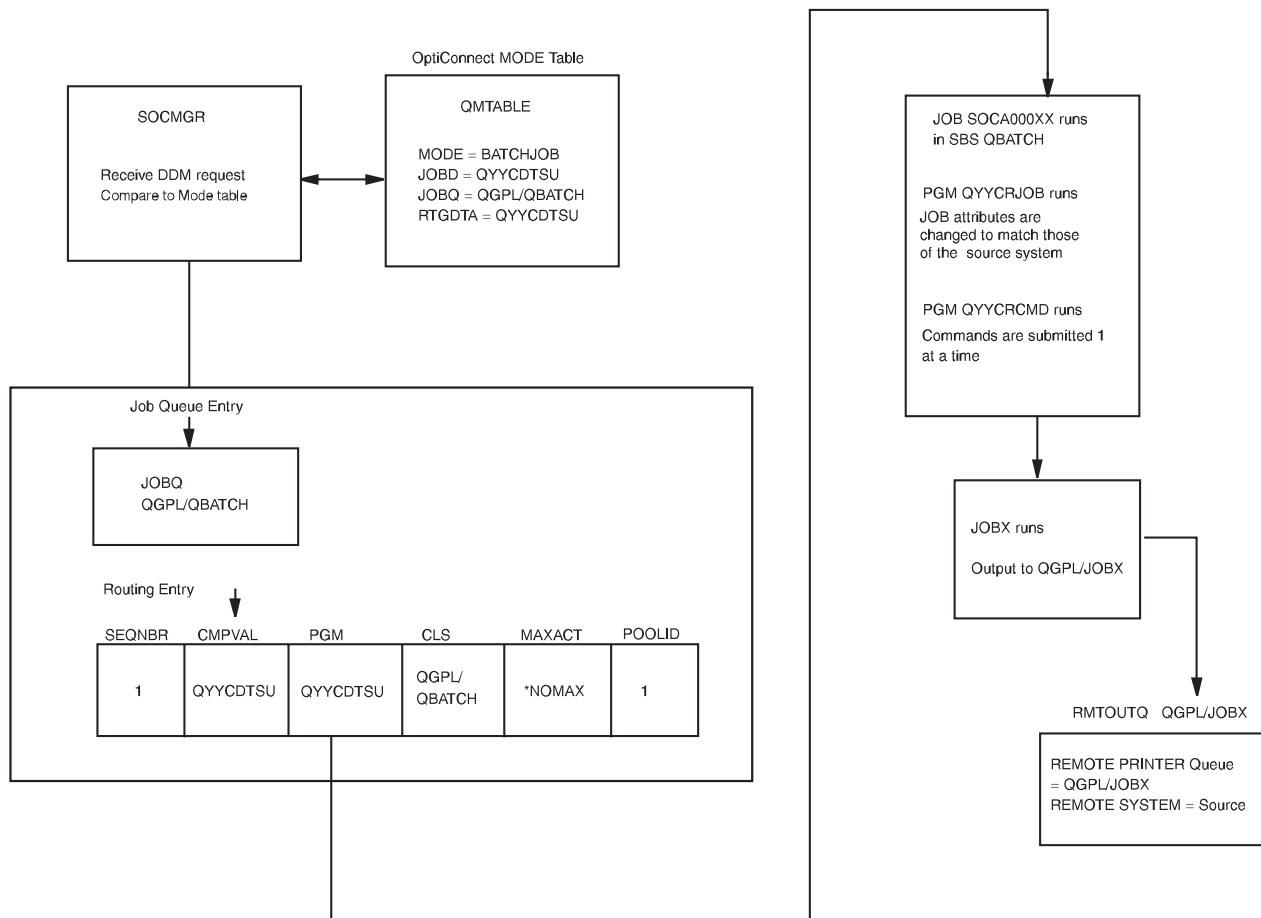 SOCMGR
Receive DDM request
Compare to Mode table
OptiConnect MODE Table
QMTABLE
MODE = BATCHJOB
JOBD = QYYCDTSU
JOBQ = QGPL/QBATCH
RTGDTA = QYYCDTSU
Job Queue Entry
JOBQ
QGPL/QBATCH
Routing Entry
SEQNBR CMPVAL PGM CLS MAXACT POOLID
1 QYYCDTSU QYYCDTSU QGPL/ *NOMAX 1
QBATCH
JOB SOCA000XX runs
in SBS QBATCH
PGM QYYCRJOB runs
JOB attributes are
changed to match those
of the source system
PGM QYYCRCMD runs
Commands are submitted 1
at a time
JOBX runs
Output to QGPL/JOBX
RMTOUTQ QGPL/JOBX
REMOTE PRINTER Queue
= QGPL/JOBX
REMOTE SYSTEM = Source